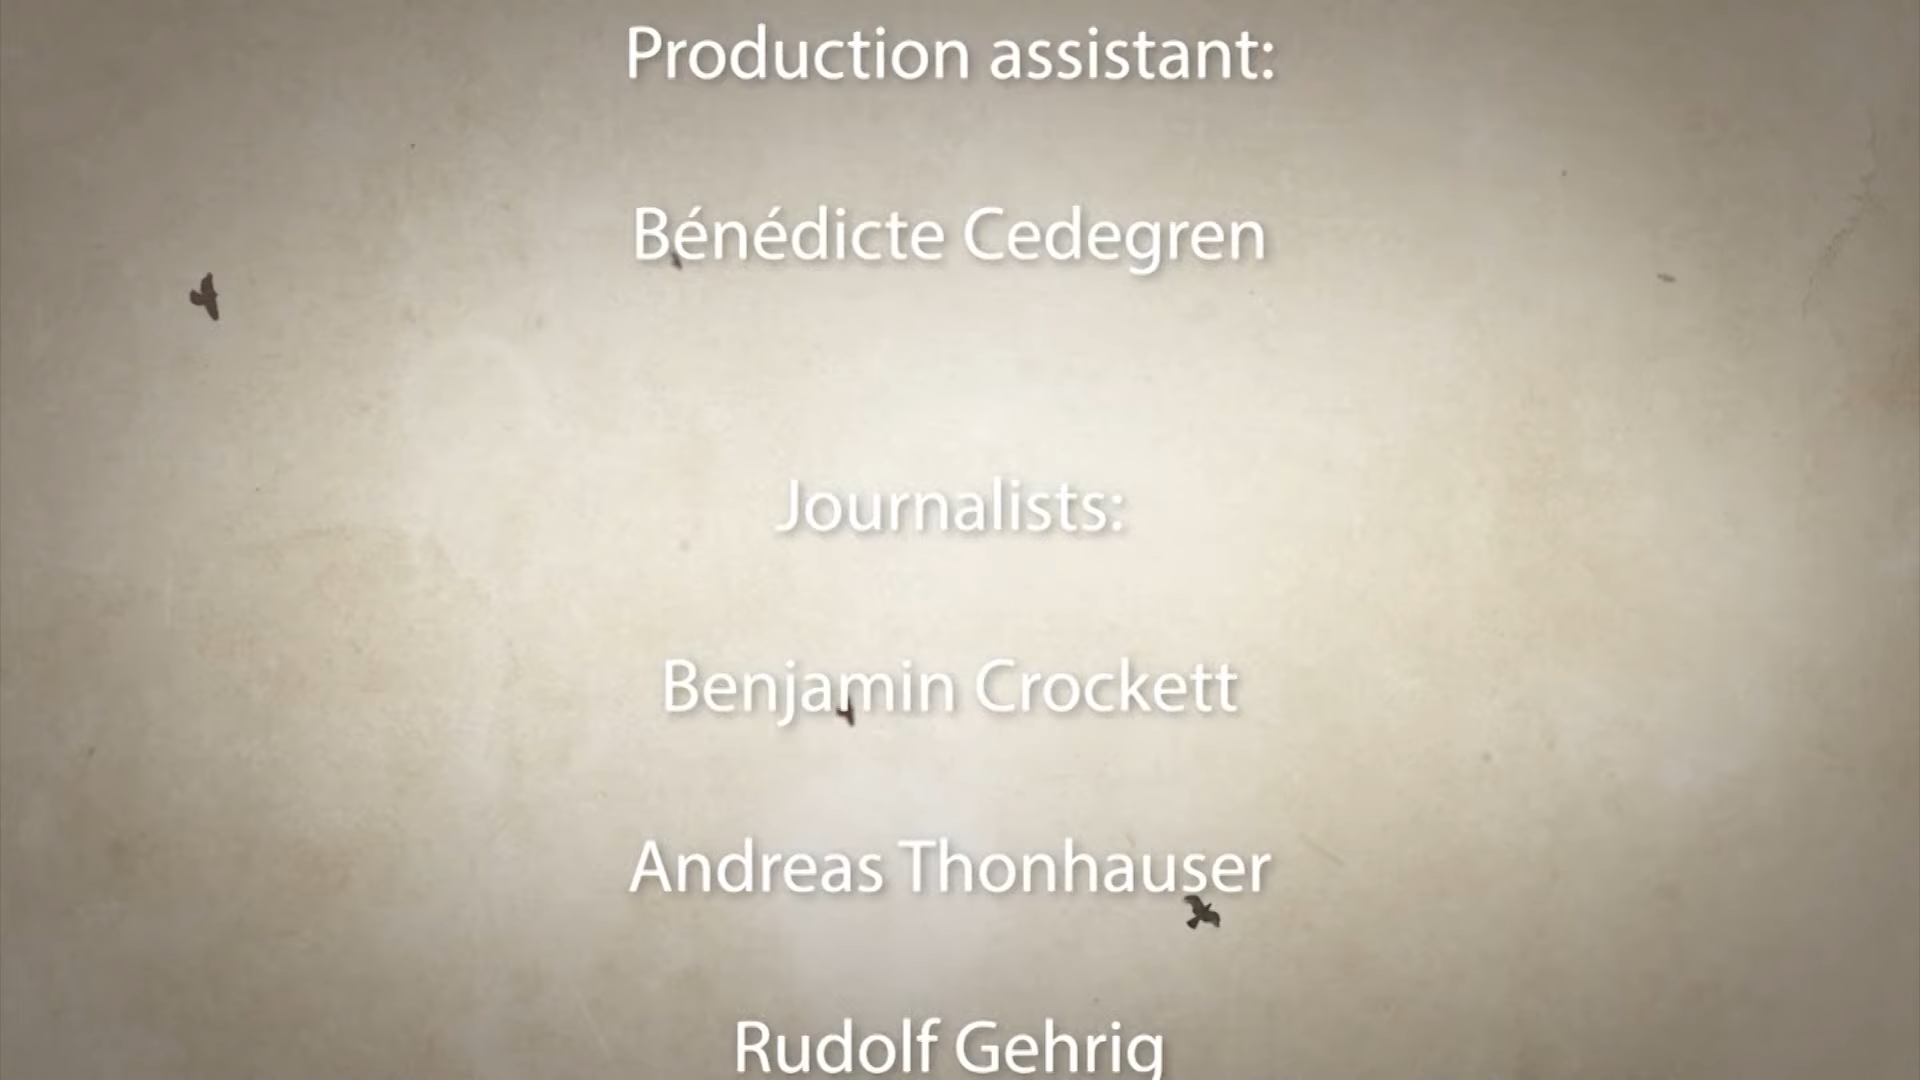 Production assistant:
Bénédicte Cedegren
Journalists:
Benjamin Crockett
Andreas Thonhauser
Rudolf Gehrig